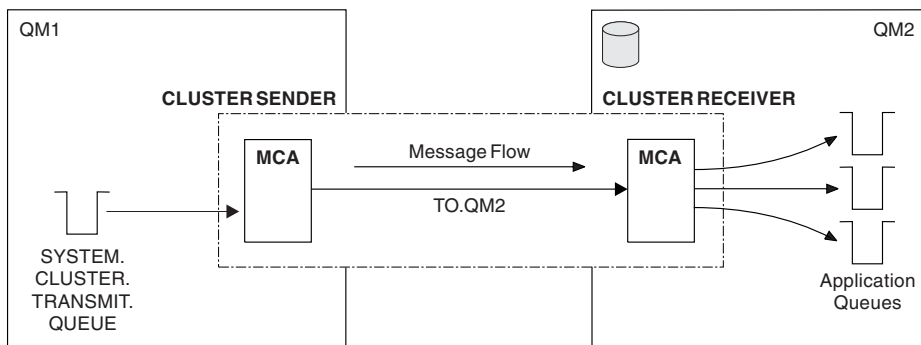 QM1
QM2
CLUSTER SENDER
CLUSTER RECEIVER
MCA
Message Flow
MCA
TO.QM2
SYSTEM.
CLUSTER.
TRANSMIT.
QUEUE
Application
Queues